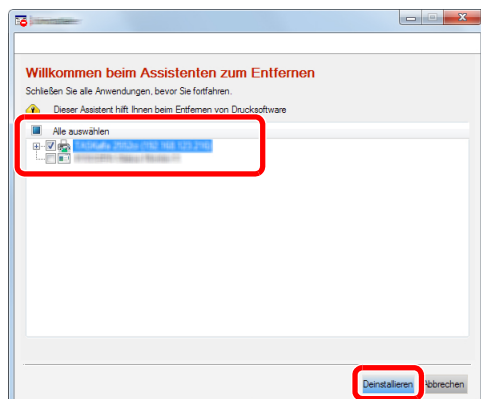 Willkommen beim Assistenten zum Entfernen
Schließen Sie alle Anwendungen, bevor Sie fortfahren.
Dieser Assistent hilft Ihnen beim Entfernen von Drucksoftware
Alle auswählen
Deinstallieren
Abbrechen